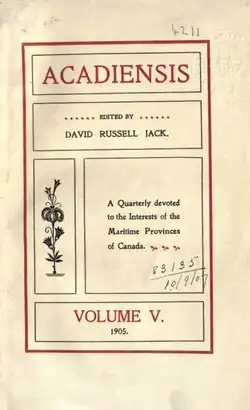 4211
ACADIENSIS
...... EDITED BY ......
DAVID RUSSELL JACK.
A Quarterly devoted
to the Interests of the
Maritime Provinces
of Canada.
83135
10/9/07
VOLUME V.
1905.